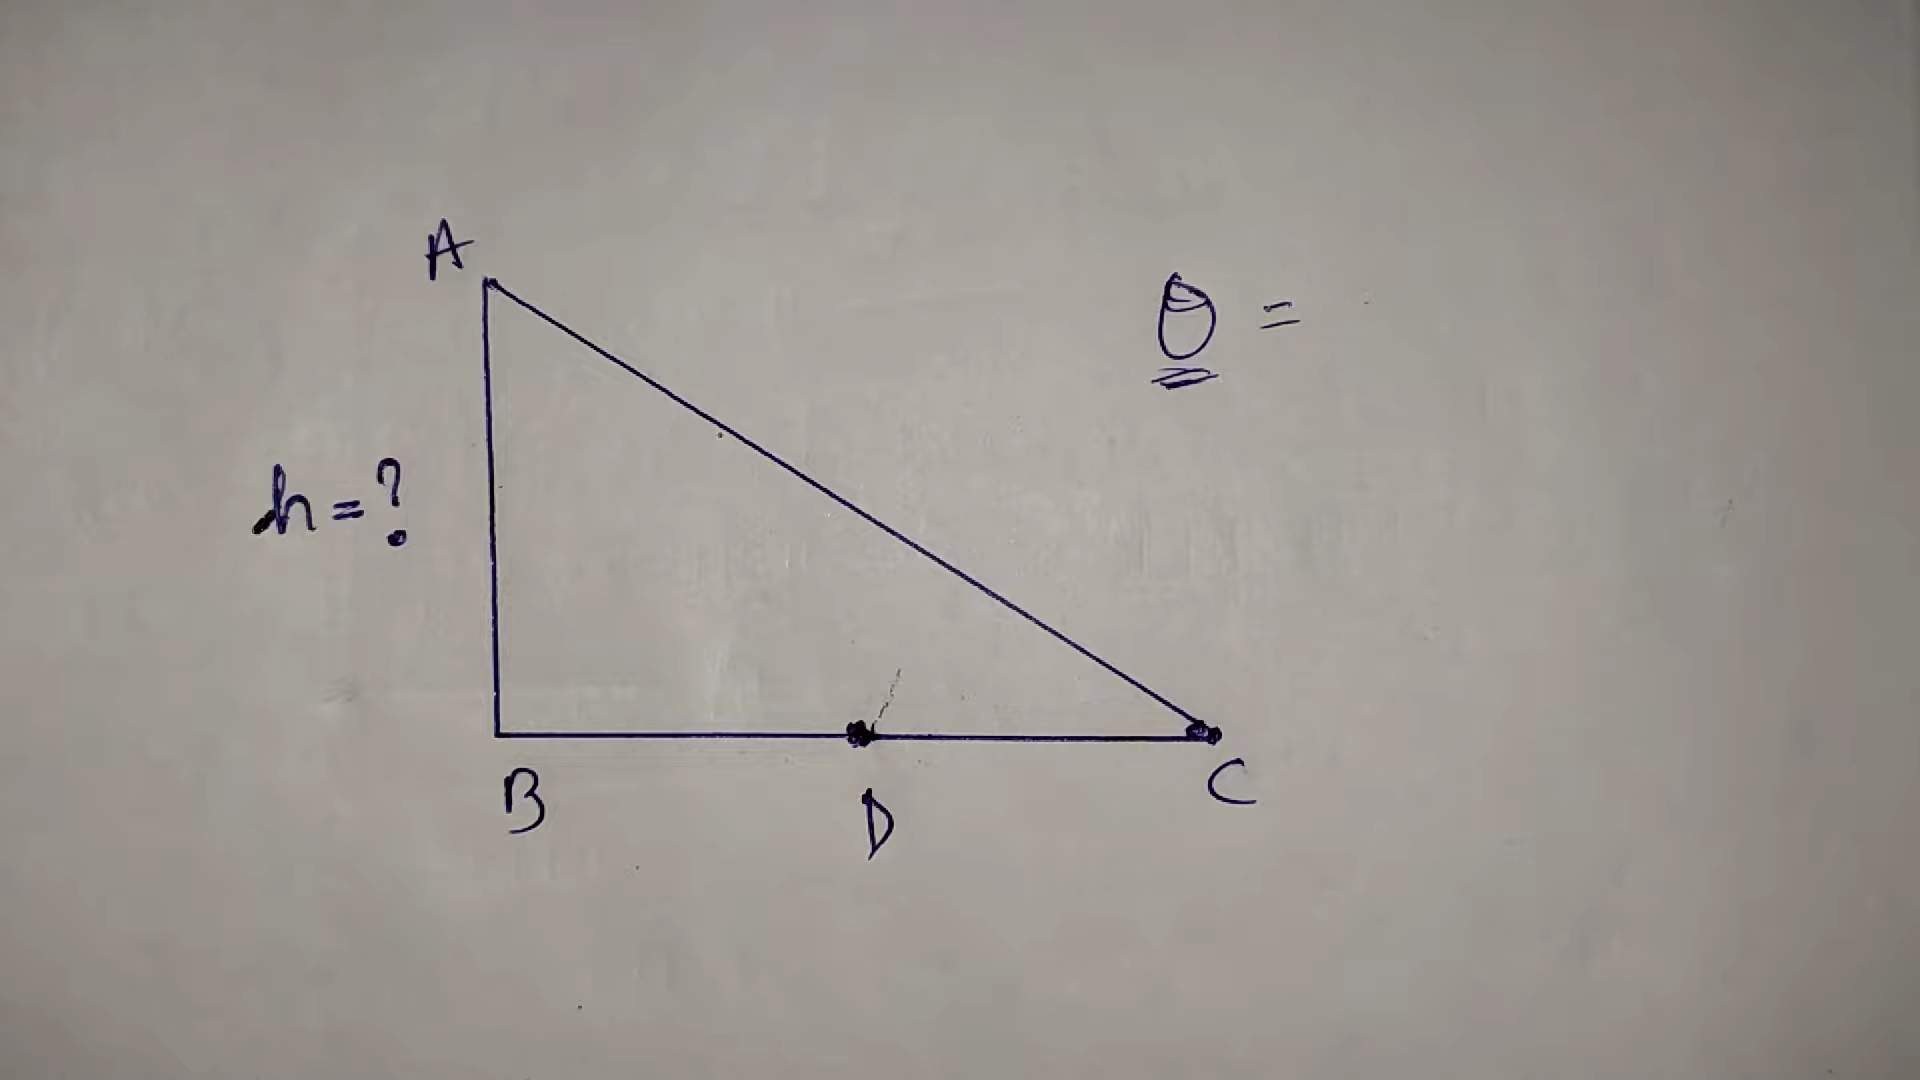 A
θ =
h = ?
B
D
C